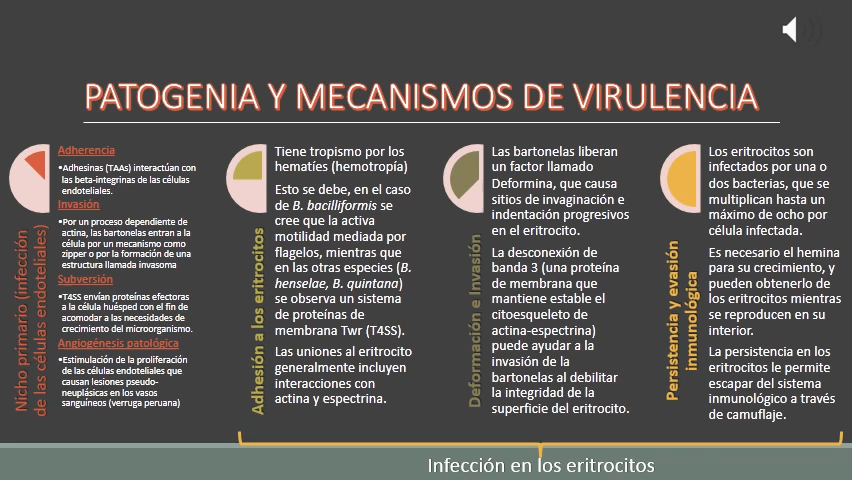 PATOGENIA Y MECANISMOS DE VIRULENCIA
Nicho primario (infección
de las células endoteliales)
Adherencia
•Adhesinas (TAAs) interactúan con
las beta-integrinas de las células
endoteliales.
Invasión
•Por un proceso dependiente de
actina, las bartonelas entran a la
célula por un mecanismo como
zipper o por la formación de una
estructura llamada invasoma
Subversión
•T4SS envían proteínas efectoras
a la célula huésped con el fin de
acomodar a las necesidades de
crecimiento del microorganismo.
Angiogénesis patológica
•Estimulación de la proliferación
de las células endoteliales que
causan lesiones pseudo-
neuplásicas en los vasos
sanguíneos (verruga peruana)
Adhesión a los eritrocitos
Tiene tropismo por los
hematíes (hemotropía)
Esto se debe, en el caso
de B. bacilliformis se
cree que la activa
motilidad mediada por
flagelos, mientras que
en las otras especies (B.
henselae, B. quintana)
se observa un sistema
de proteínas de
membrana Twr (T4SS).
Las uniones al eritrocito
generalmente incluyen
interacciones con
actina y espectrina.
Deformación e Invasión
Las bartonelas liberan
un factor llamado
Deformina, que causa
sitios de invaginación e
indentación progresivos
en el eritrocito.
La desconexión de
banda 3 (una proteína
de membrana que
mantiene estable el
citoesqueleto de
actina-espectrina)
puede ayudar a la
invasión de la
bartonelas al debilitar
la integridad de la
superficie del eritrocito.
Persistencia y evasión
inmunológica
Los eritrocitos son
infectados por una o
dos bacterias, que se
multiplican hasta un
máximo de ocho por
célula infectada.
Es necesario el hemina
para su crecimiento, y
pueden obtenerlo de
los eritrocitos mientras
se reproducen en su
interior.
La persistencia en los
eritrocitos le permite
escapar del sistema
inmunológico a través
de camuflaje.
Infección en los eritrocitos